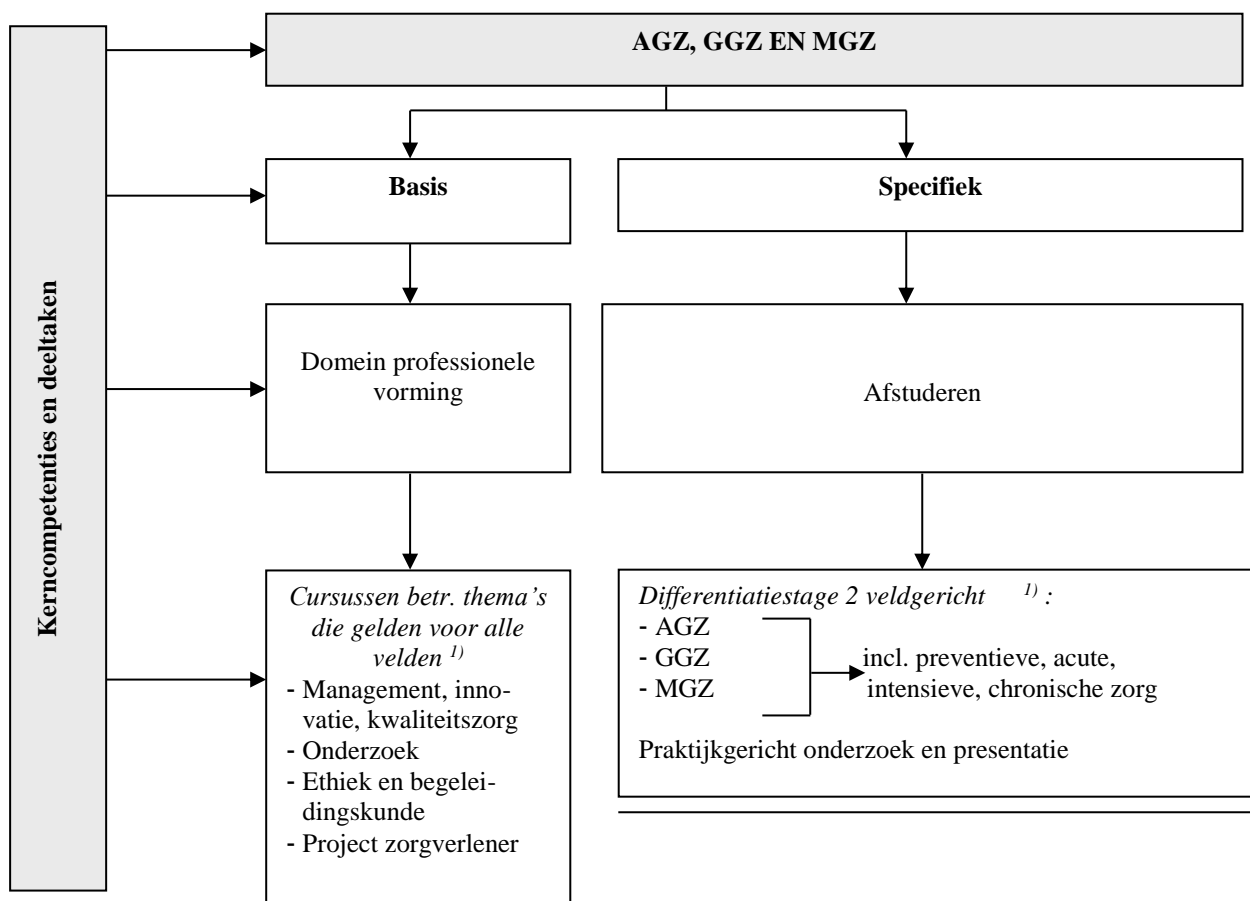 AGZ, GGZ EN MGZ
Kerncompetenties en deeltaken
Basis
Specifiek
Domein professionele
vorming
Afstuderen
Cursussen betr. thema’s
die gelden voor alle
velden 1)
- Management, inno-
vatie, kwaliteitszorg
- Onderzoek
- Ethiek en begelei-
dingskunde
- Project zorgverlener
Differentiatiestage 2 veldgericht 1) :
- AGZ
- GGZ
- MGZ
incl. preventieve, acute,
intensieve, chronische zorg
Praktijkgericht onderzoek en presentatie